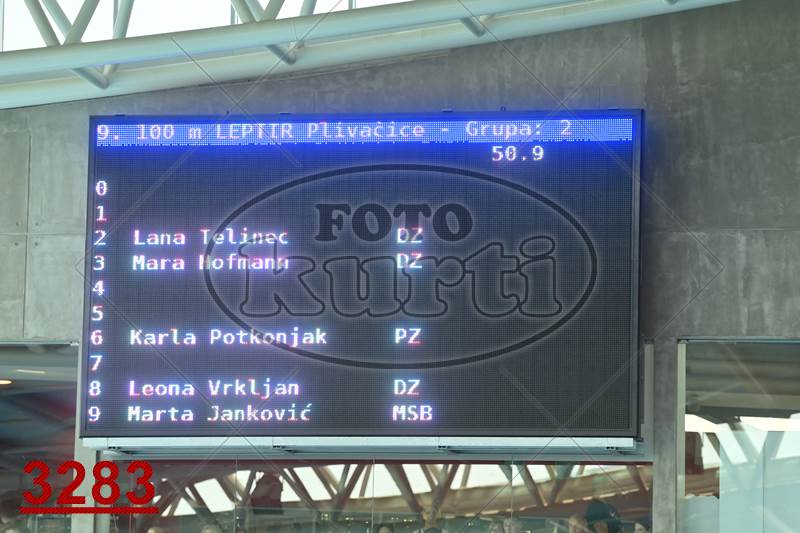 9. 100 m LEPTIR Plivačice - Grupa: 2
50.9
0
1
2 Lana Telinec DZ
3 Mara Hofmann DZ
4
5
6 Karla Potkonjak PZ
7
8 Leona Vrkljan DZ
9 Marta Janković MSB
FOTO
kurti
3283